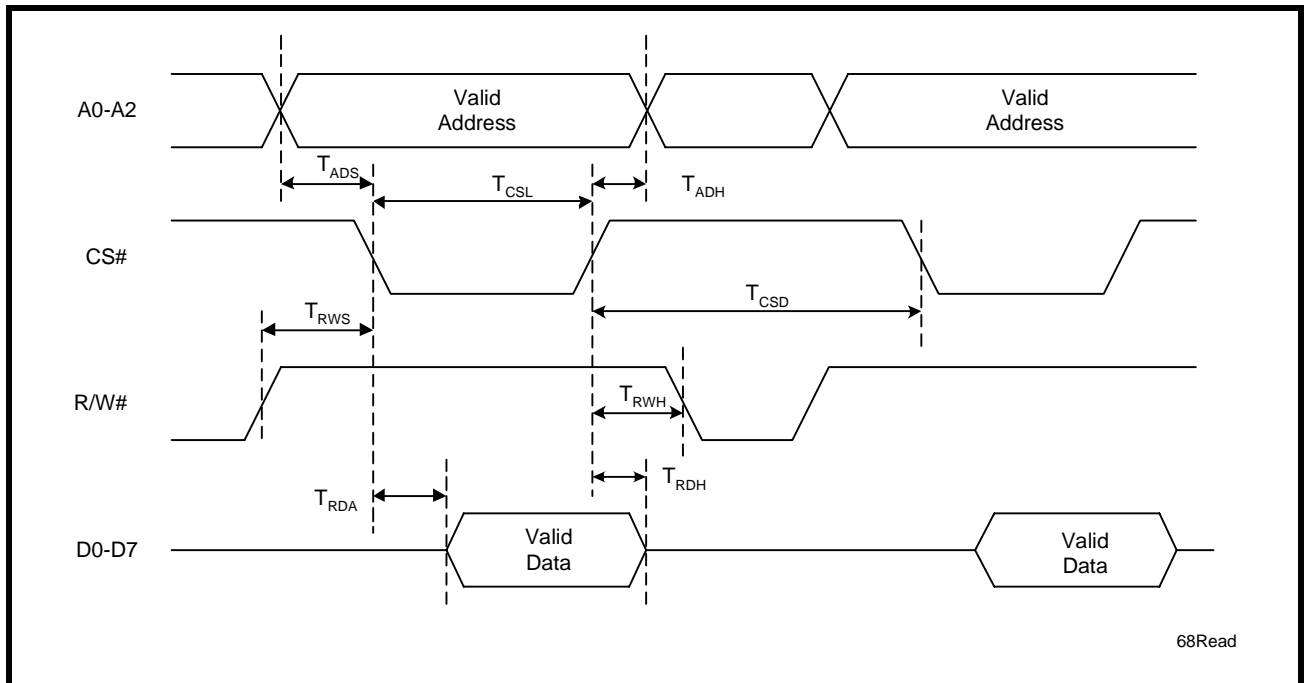 A0-A2
Valid
Address
Valid
Address
TADS
TCSL
TADH
CS#
TCSD
TRWS
R/W#
TRWH
TRDA
TRDH
D0-D7
Valid
Data
Valid
Data
68Read